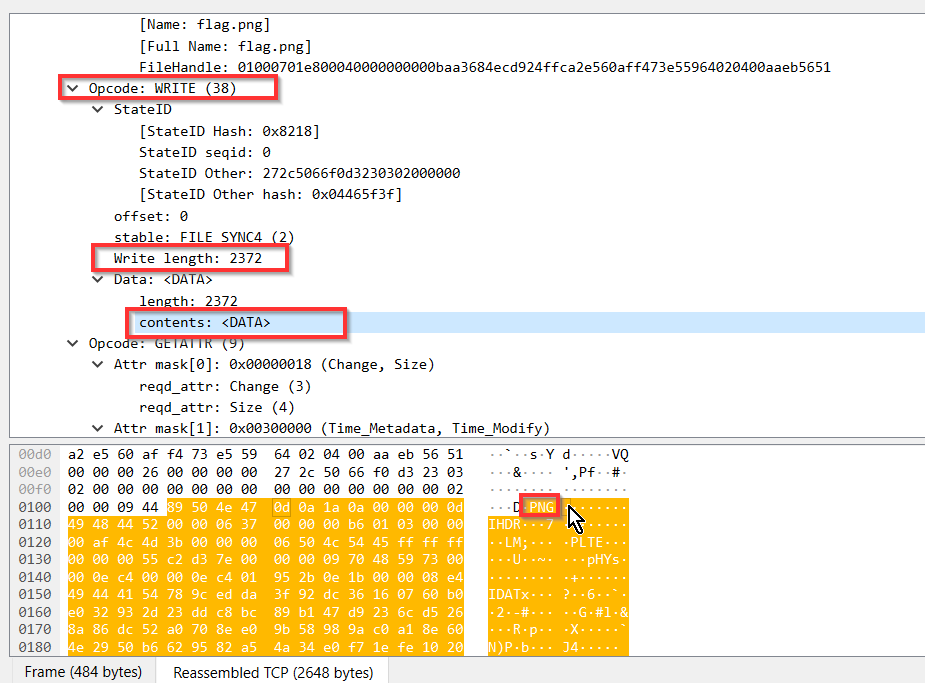 [Name: flag.png]
[Full Name: flag.png]
FileHandle: 01000701e800040000000000baa3684ecd924ffca2e560aff473e55964020400aaeb5651
Opcode: WRITE (38)
StateID
[StateID Hash: 0x8218]
StateID seqid: 0
StateID Other: 272c5066f0d3230302000000
[StateID Other hash: 0x04465f3f]
offset: 0
stable: FILE_SYNC4 (2)
Write length: 2372
Data: <DATA>
length: 2372
contents: <DATA>
Opcode: GETATTR (9)
Attr mask[0]: 0x00000018 (Change, Size)
reqd_attr: Change (3)
reqd_attr: Size (4)
Attr mask[1]: 0x00300000 (Time_Metadata, Time_Modify)
00d0 a2 e5 60 af f4 73 e5 59 64 02 04 00 aa eb 56 51 ··`··s·Y d·····VQ
00e0 00 00 00 26 00 00 00 00 27 2c 50 66 f0 d3 23 03 ···&···· ',Pf··#·
00f0 02 00 00 00 00 00 00 00 00 00 00 00 00 00 00 02 ········ ········
0100 00 00 09 44 89 50 4e 47 0d 0a 1a 0a 00 00 00 0d ···D·PNG ········
0110 49 48 44 52 00 00 06 37 00 00 00 b6 01 03 00 00 IHDR···7 ········
0120 00 af 4c 4d 3b 00 00 00 06 50 4c 54 45 ff ff ff ··LM;··· ·PLTE···
0130 00 00 00 55 c2 d3 7e 00 00 00 09 70 48 59 73 00 ···U··~· ···pHYs·
0140 00 0e c4 00 00 0e c4 01 95 2b 0e 1b 00 00 08 e4 ········ ·+······
0150 49 44 41 54 78 9c ed da 3f 92 dc 36 16 07 60 b0 IDATx··· ?··6··`·
0160 e0 32 93 2d 23 dd c8 bc 89 b1 47 d9 23 6c d5 26 ·2·-#··· ··G·#l·&
0170 8a 86 dc 52 a0 70 8e e0 9b 58 98 9a c0 a1 8e 60 ···R·p·· ·X·····`
0180 4e 29 50 b6 62 95 82 a5 4a 34 e0 f7 1e fe 10 20 N)P·b··· J4·····
Frame (484 bytes)
Reassembled TCP (2648 bytes)